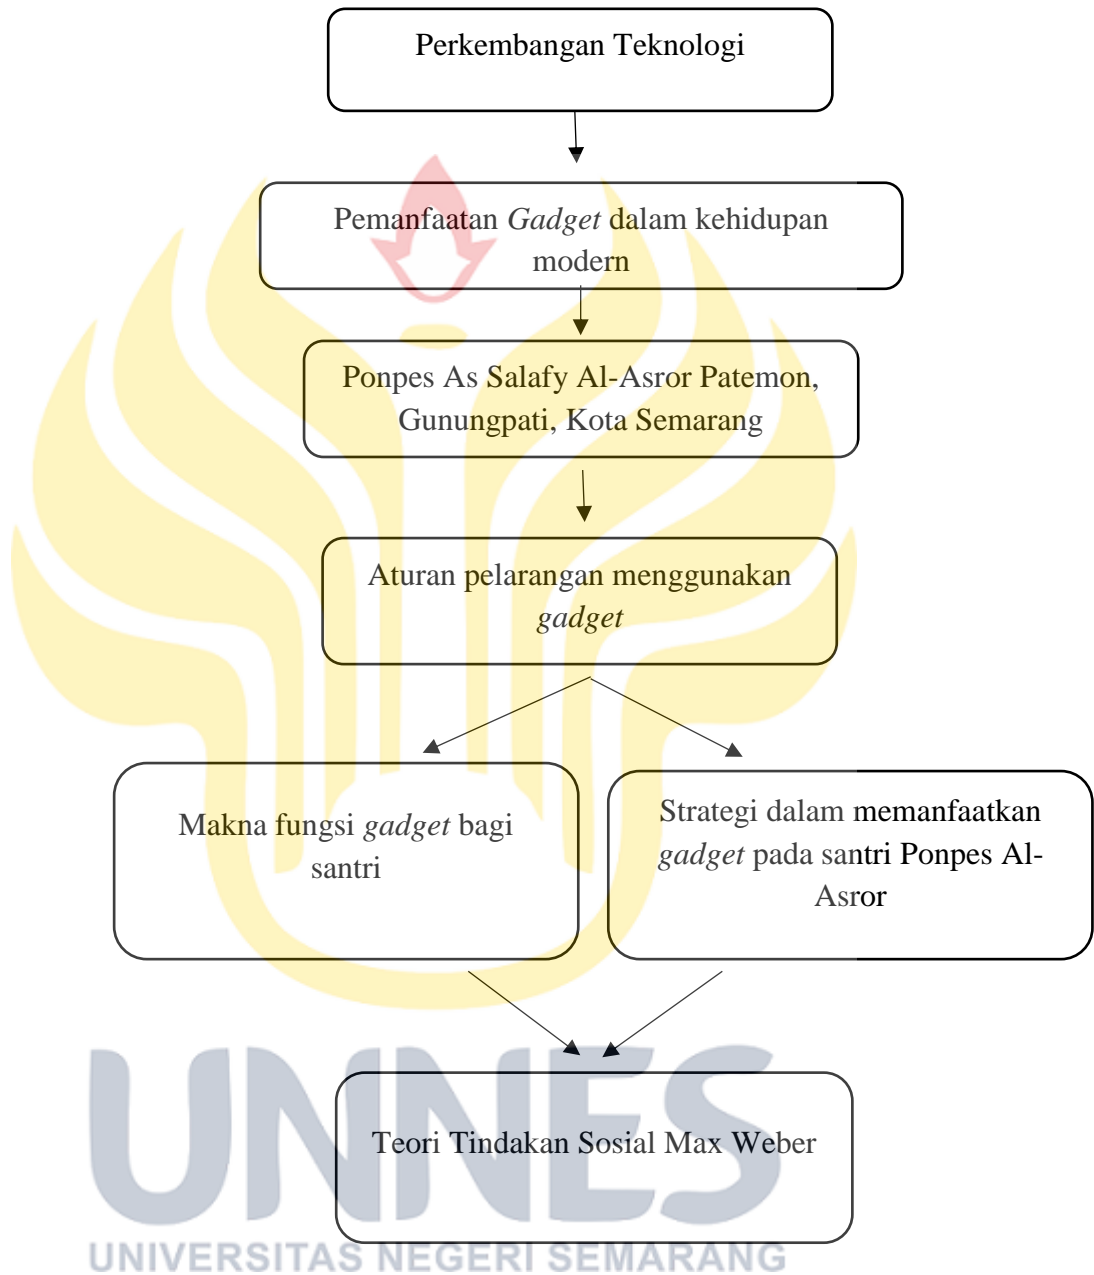 Perkembangan Teknologi
Pemanfaatan Gadget dalam kehidupan
modern
Ponpes As Salafy Al-Asror Patemon,
Gunungpati, Kota Semarang
Aturan pelarangan menggunakan
gadget
Makna fungsi gadget bagi
santri
Strategi dalam memanfaatkan
gadget pada santri Ponpes Al-
Asror
Teori Tindakan Sosial Max Weber
UNNES
UNIVERSITAS NEGERI SEMARANG